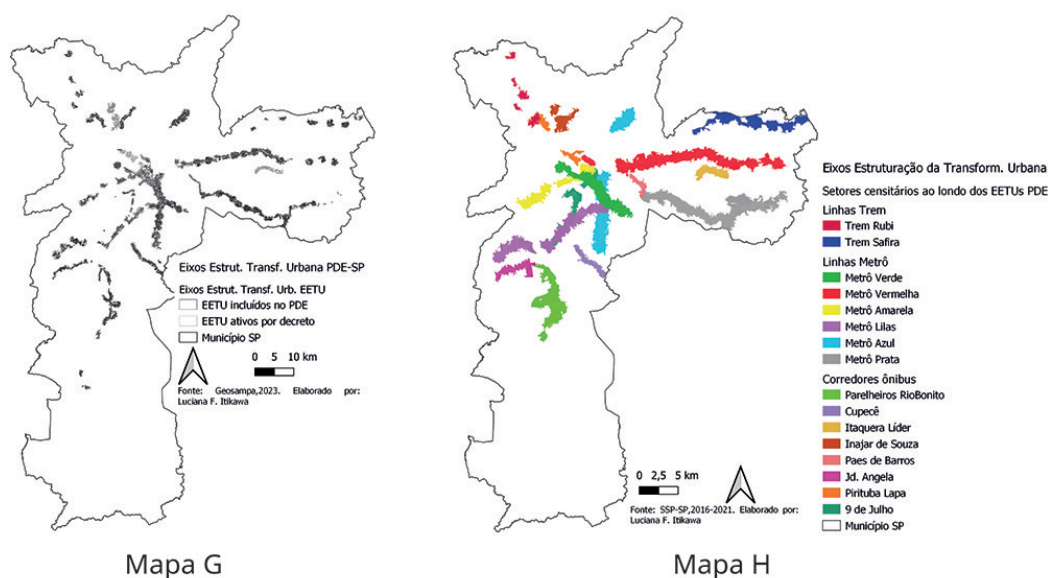 Eixos Estrut. Transf. Urbana PDE-SP
Eixos Estrut. Transf. Urb. EETU
EETU incluídos no PDE
EETU ativos por decreto
Município SP
0 5 10 km
Fonte: Geosampa,2023. Elaborado por:
Luciana F. Itikawa
Mapa G
Eixos Estruturação da Transform. Urbana
Setores censitários ao londo dos EETUs PDE
Linhas Trem
Trem Rubi
Trem Safira
Linhas Metrô
Metrô Verde
Metrô Vermelha
Metrô Amarela
Metrô Lilas
Metrô Azul
Metrô Prata
Corredores ônibus
Parelheiros RioBonito
Cupecê
Itaquera Líder
Inajar de Souza
Paes de Barros
Jd. Angela
Pirituba Lapa
9 de Julho
Município SP
0 2,5 5 km
Fonte: SSP-SP,2016-2021. Elaborado por:
Luciana F. Itikawa
Mapa H